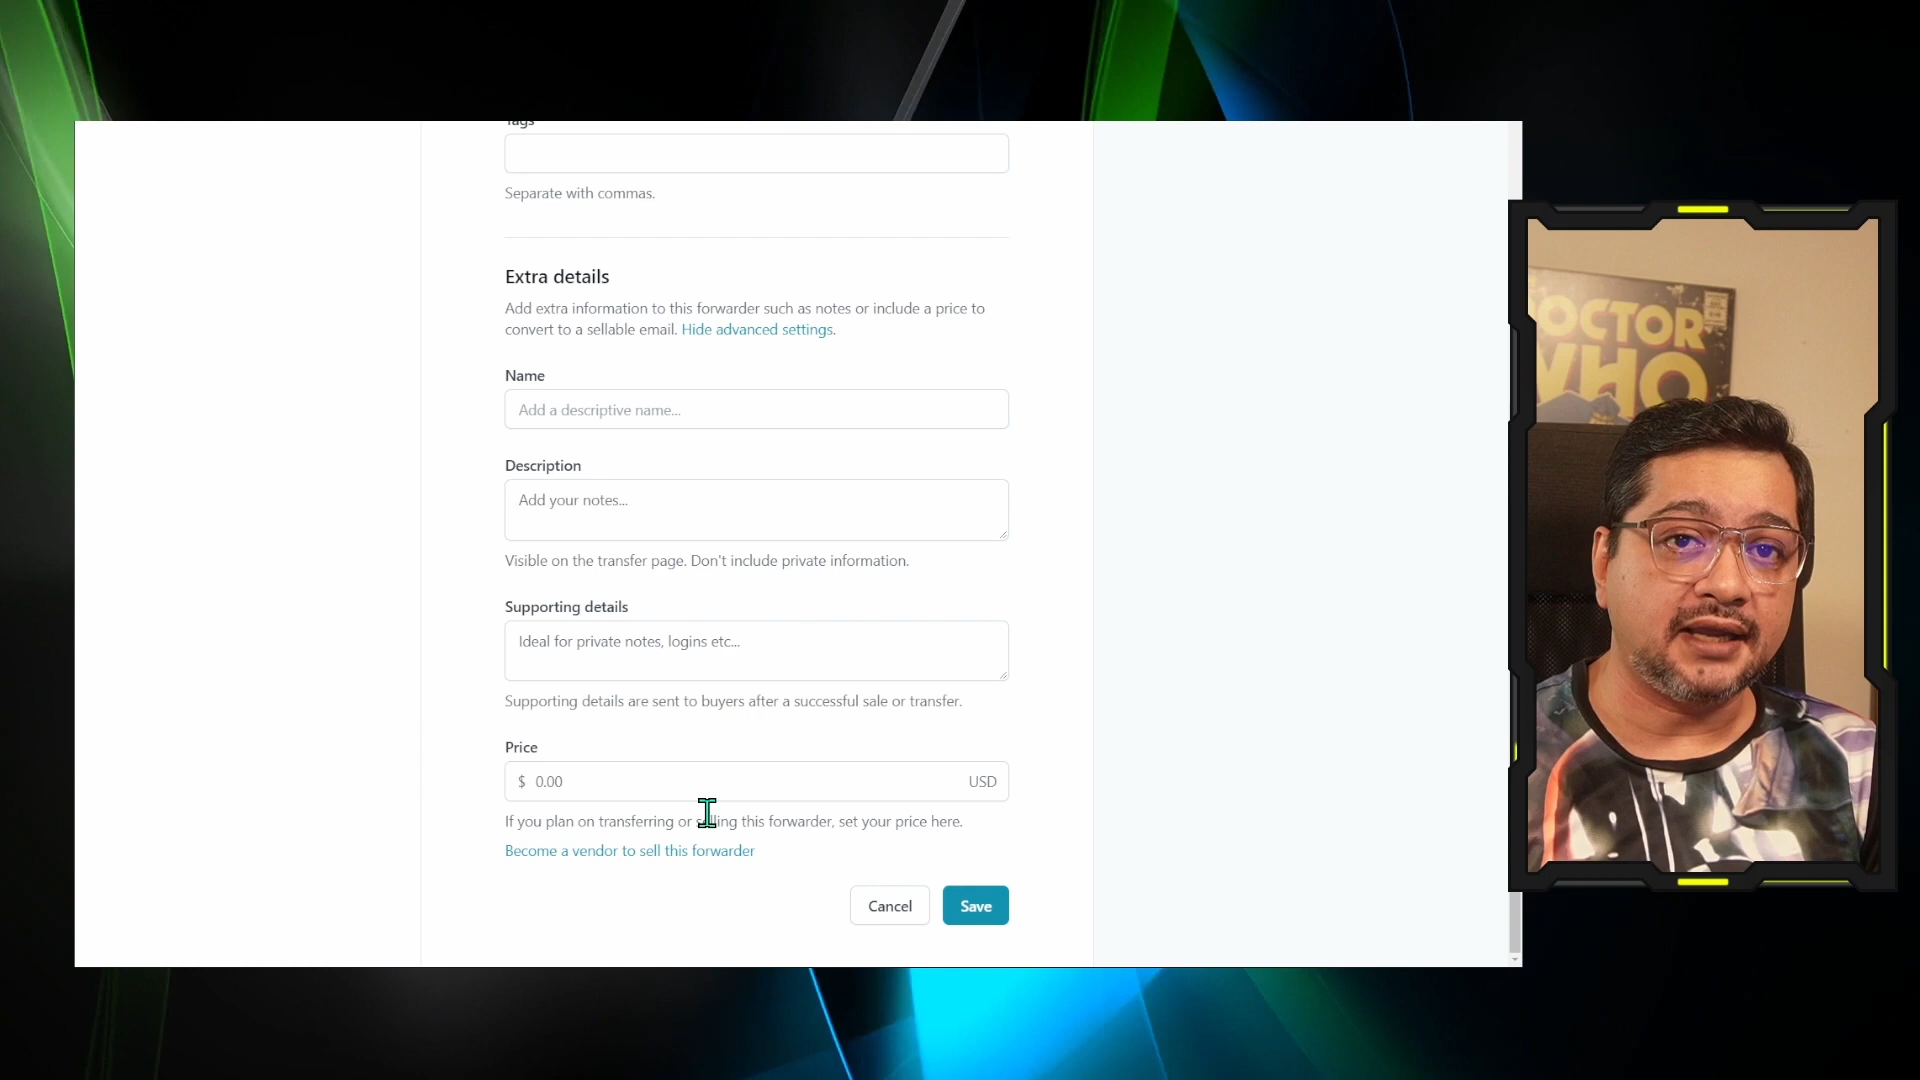 Tags
Separate with commas.
Extra details
Add extra information to this forwarder such as notes or include a price to
convert to a sellable email. Hide advanced settings.
Name
Add a descriptive name...
Description
Add your notes...
Visible on the transfer page. Don't include private information.
Supporting details
Ideal for private notes, logins etc...
Supporting details are sent to buyers after a successful sale or transfer.
Price
$ 0.00 USD
If you plan on transferring or selling this forwarder, set your price here.
Become a vendor to sell this forwarder
Cancel Save
DOCTOR
WHO